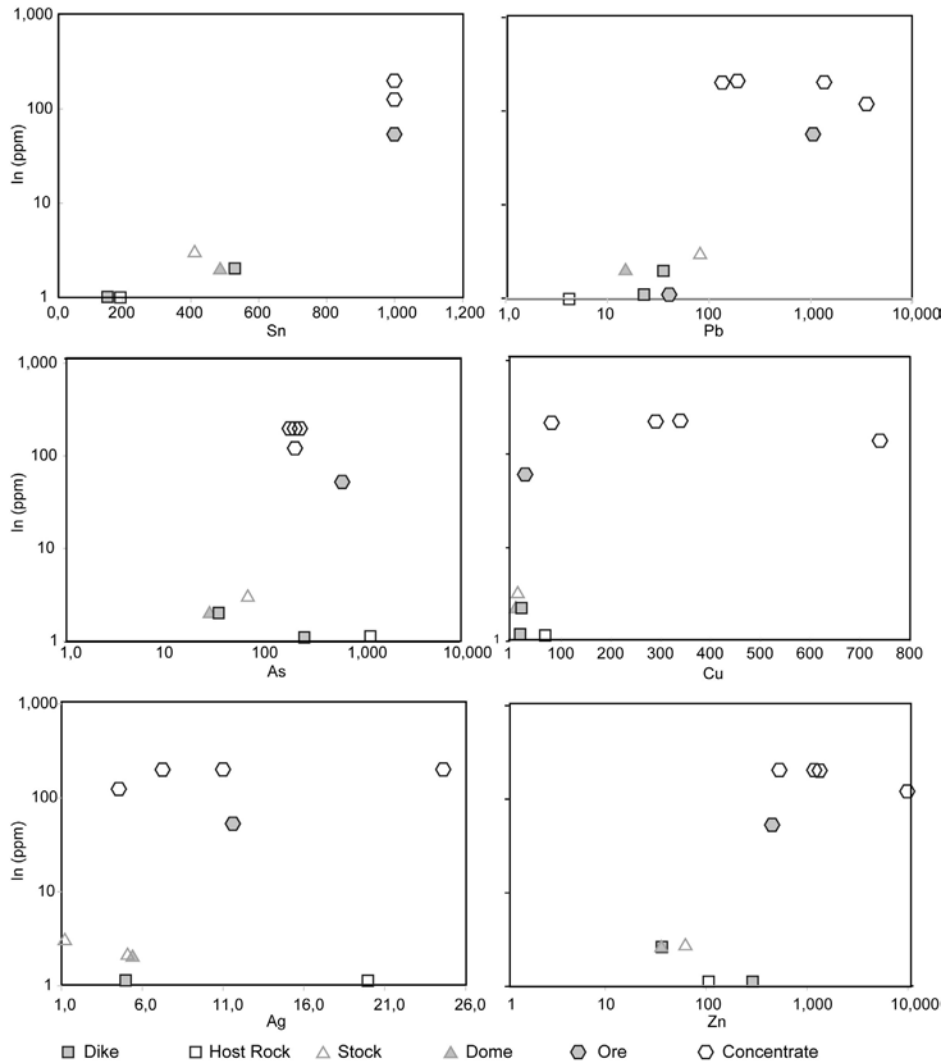 1,000
100
10
1
In (ppm)
0,0 200 400 600 800 1,000 1,200
Sn
1,0 10 100 1,000 10,000
Pb
1,000
100
10
1
In (ppm)
1,0 10 100 1,000 10,000
As
1
1 100 200 300 400 500 600 700 800
Cu
1,000
100
10
1
In (ppm)
1,0 6,0 11,0 16,0 21,0 26,0
Ag
1 10 100 1,000 10,000
Zn
Dike Host Rock Stock Dome Ore Concentrate